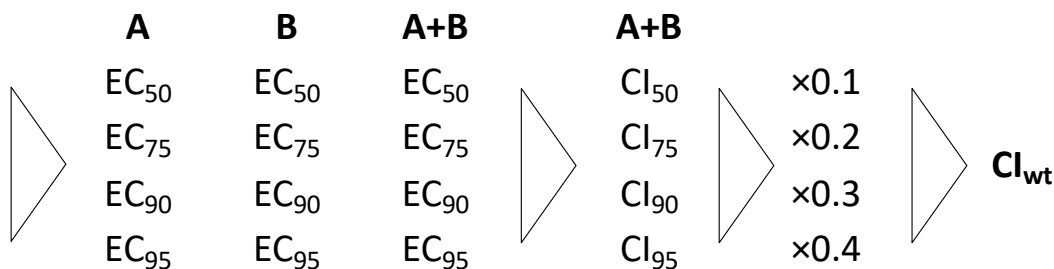 A B A+B A+B
EC₅₀ EC₅₀ EC₅₀ CI₅₀ ×0.1
EC₇₅ EC₇₅ EC₇₅ CI₇₅ ×0.2
CI_wt
EC₉₀ EC₉₀ EC₉₀ CI₉₀ ×0.3
EC₉₅ EC₉₅ EC₉₅ CI₉₅ ×0.4